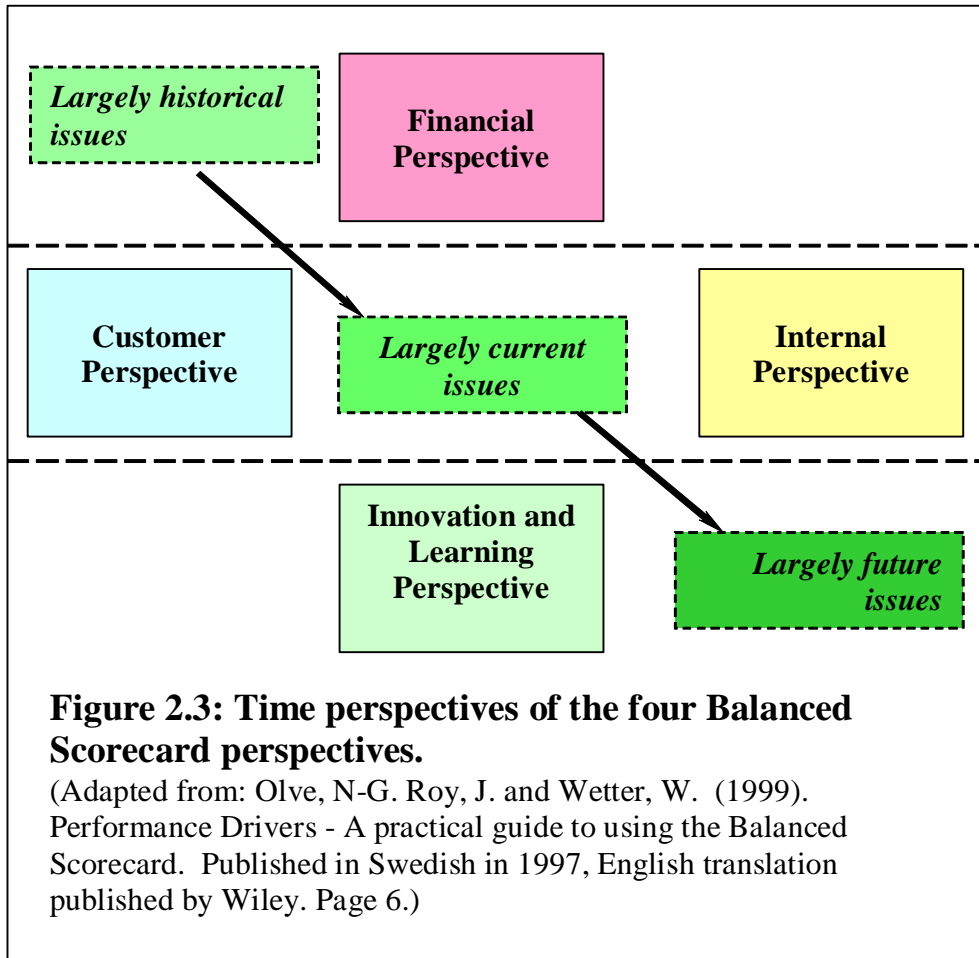 Largely historical
issues
Financial
Perspective
Customer
Perspective
Largely current
issues
Internal
Perspective
Innovation and
Learning
Perspective
Largely future
issues
Figure 2.3: Time perspectives of the four Balanced
Scorecard perspectives.
(Adapted from: Olve, N-G. Roy, J. and Wetter, W.  (1999).
Performance Drivers - A practical guide to using the Balanced
Scorecard.  Published in Swedish in 1997, English translation
published by Wiley. Page 6.)